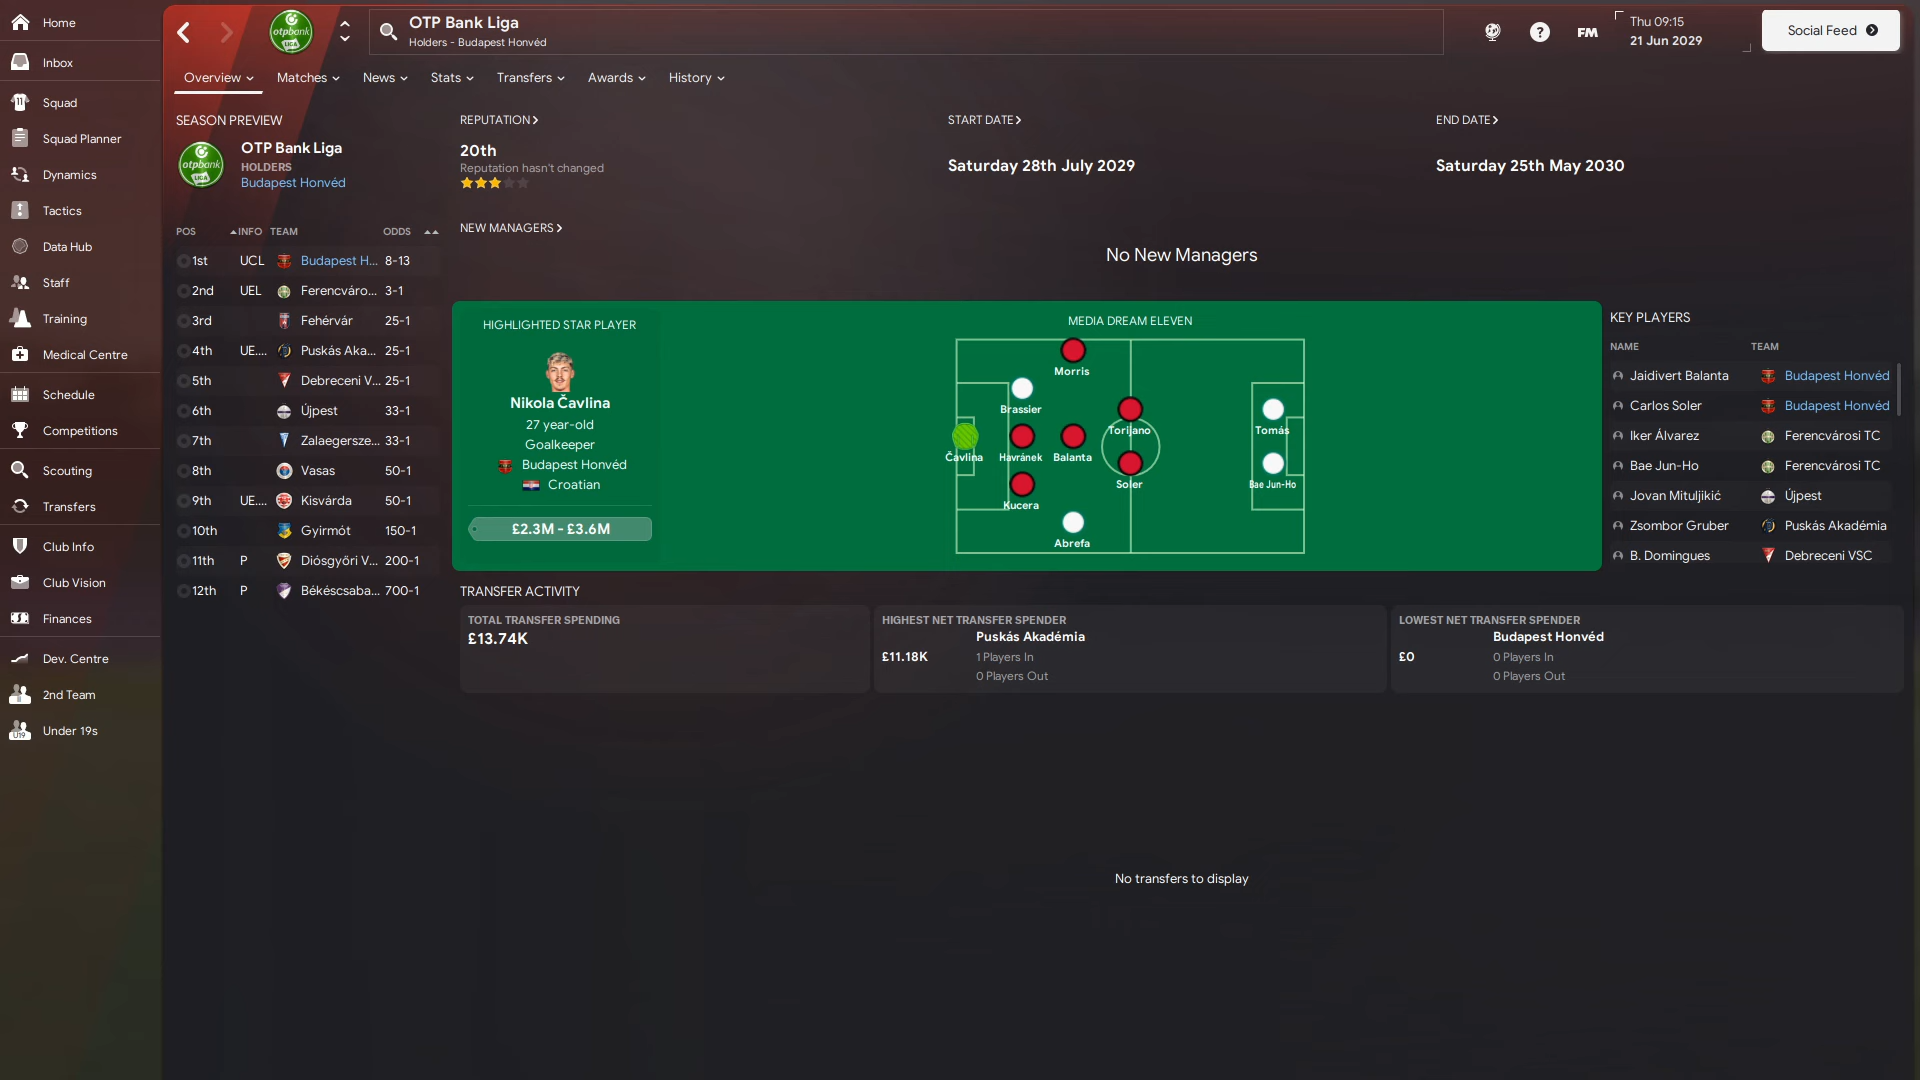 Home
Inbox
Squad
Squad Planner
Dynamics
Tactics
Data Hub
Staff
Training
Medical Centre
Schedule
Competitions
Scouting
Transfers
Club Info
Club Vision
Finances
Dev. Centre
2nd Team
Under 19s
OTP Bank Liga
Holders - Budapest Honvéd
FM
Thu 09:15
21 Jun 2029
Social Feed
Overview Matches News Stats Transfers Awards History
SEASON PREVIEW
OTP Bank Liga
HOLDERS
Budapest Honvéd
REPUTATION
20th
Reputation hasn't changed
START DATE
Saturday 28th July 2029
END DATE
Saturday 25th May 2030
POS INFO TEAM ODDS
1st UCL Budapest H... 8-13
2nd UEL Ferencváro... 3-1
3rd Fehérvár 25-1
4th UE.... Puskás Aka... 25-1
5th Debreceni V... 25-1
6th Újpest 33-1
7th Zalaegersze... 33-1
8th Vasas 50-1
9th UE.... Kisvárda 50-1
10th Gyirmót 150-1
11th P Diósgyőri V... 200-1
12th P Békéscsaba... 700-1
NEW MANAGERS
No New Managers
HIGHLIGHTED STAR PLAYER
Nikola Čavlina
27 year-old
Goalkeeper
Budapest Honvéd
Croatian
£2.3M - £3.6M
MEDIA DREAM ELEVEN
Morris
Brassier
Torijano
Tomás
Čavlina
Havránek
Balanta
Soler
Bae Jun-Ho
Kucera
Abrefa
KEY PLAYERS
NAME TEAM
Jaidivert Balanta Budapest Honvéd
Carlos Soler Budapest Honvéd
Iker Álvarez Ferencvárosi TC
Bae Jun-Ho Ferencvárosi TC
Jovan Mituljikić Újpest
Zsombor Gruber Puskás Akadémia
B. Domingues Debreceni VSC
TRANSFER ACTIVITY
TOTAL TRANSFER SPENDING
£13.74K
HIGHEST NET TRANSFER SPENDER
Puskás Akadémia
£11.18K
1 Players In
0 Players Out
LOWEST NET TRANSFER SPENDER
Budapest Honvéd
£0
0 Players In
0 Players Out
No transfers to display